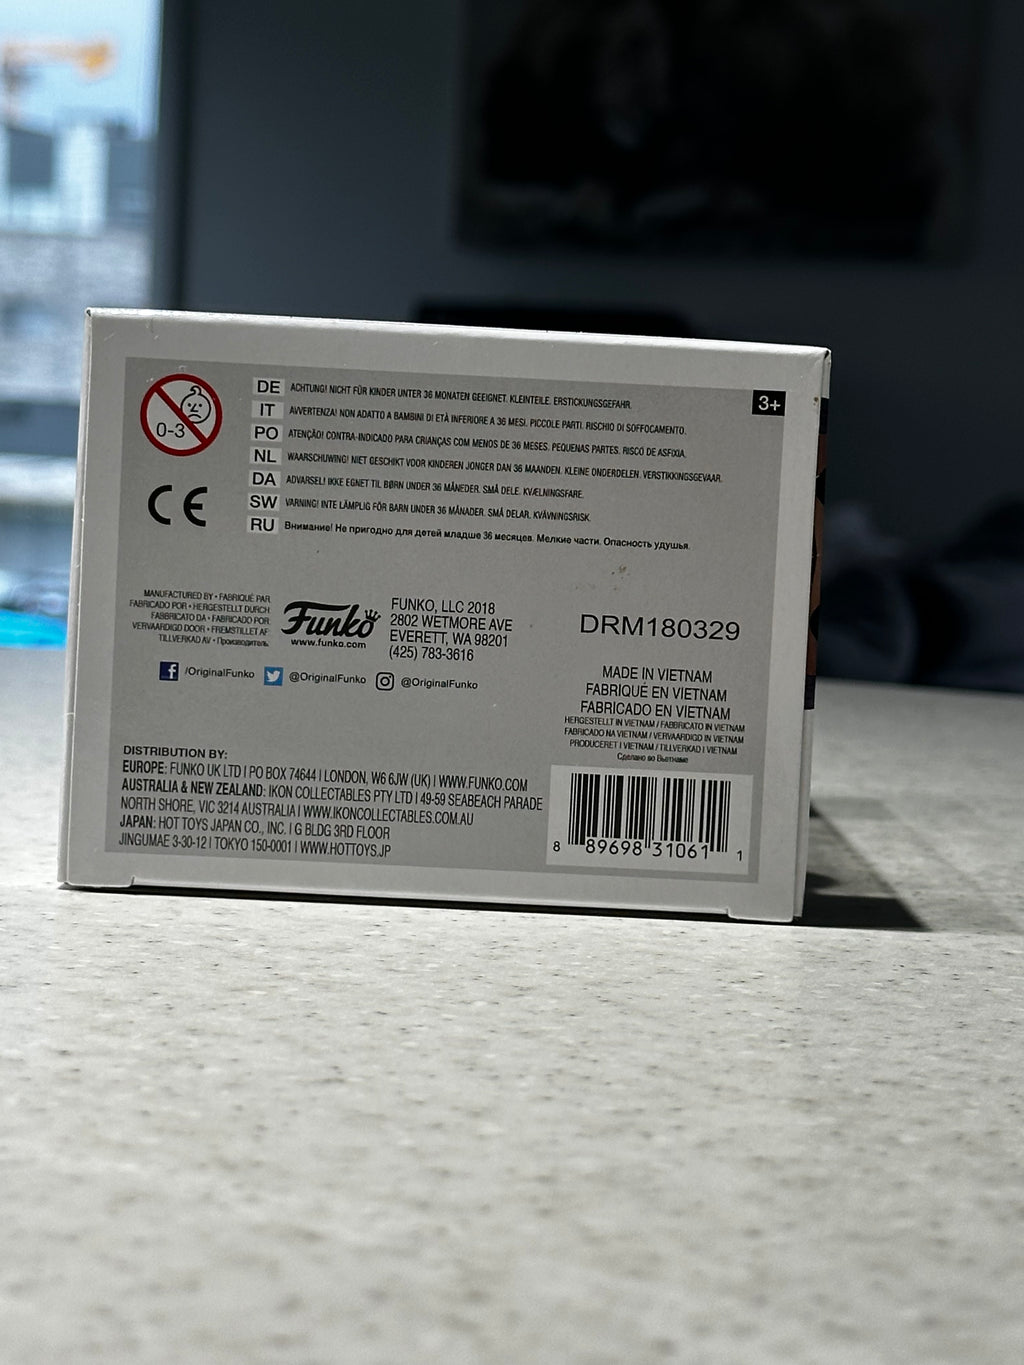 0-3
DE ACHTUNG! NICHT FÜR KINDER UNTER 36 MONATEN GEEIGNET. KLEINTEILE. ERSTICKUNGSGEFAHR.
IT AVVERTENZA! NON ADATTO A BAMBINI DI ETÀ INFERIORE A 36 MESI. PICCOLE PARTI. RISCHIO DI SOFFOCAMENTO.
PO ATENÇÃO! CONTRA-INDICADO PARA CRIANÇAS COM MENOS DE 36 MESES. PEQUENAS PARTES. RISCO DE ASFIXIA.
NL WAARSCHUWING! NIET GESCHIKT VOOR KINDEREN JONGER DAN 36 MAANDEN. KLEINE ONDERDELEN. VERSTIKKINGSGEVAAR.
DA ADVARSEL! IKKE EGNET TIL BØRN UNDER 36 MÅNEDER. SMÅ DELE. KVÆLNINGSFARE.
SW VARNING! INTE LÄMPLIG FÖR BARN UNDER 36 MÅNADER. SMÅ DELAR. KVÄVNINGSRISK.
RU Внимание! Не пригодно для детей младше 36 месяцев. Мелкие части. Опасность удушья.
3+
CE
MANUFACTURED BY • FABRIQUÉ PAR
FABRICADO POR • HERGESTELLT DURCH
FABBRICATO DA • FABRICADO POR
VERVAARDIGD DOOR • FREMSTILLET AF
TILLVERKAD AV • Производитель.
Funko
www.funko.com
FUNKO, LLC 2018
2802 WETMORE AVE
EVERETT, WA 98201
(425) 783-3616
/OriginalFunko @OriginalFunko @OriginalFunko
DRM180329
MADE IN VIETNAM
FABRIQUÉ EN VIETNAM
FABRICADO EN VIETNAM
HERGESTELLT IN VIETNAM / FABBRICATO IN VIETNAM
FABRICADO NA VIETNAM / VERVAARDIGD IN VIETNAM
PRODUCERET I VIETNAM / TILLVERKAD I VIETNAM
Сделано во Вьетнаме
DISTRIBUTION BY:
EUROPE: FUNKO UK LTD | PO BOX 74644 | LONDON, W6 6JW (UK) | WWW.FUNKO.COM
AUSTRALIA & NEW ZEALAND: IKON COLLECTABLES PTY LTD | 49-59 SEABEACH PARADE
NORTH SHORE, VIC 3214 AUSTRALIA | WWW.IKONCOLLECTABLES.COM.AU
JAPAN: HOT TOYS JAPAN CO., INC. | G BLDG 3RD FLOOR
JINGUMAE 3-30-12 | TOKYO 150-0001 | WWW.HOTTOYS.JP
8 89698 31061 1